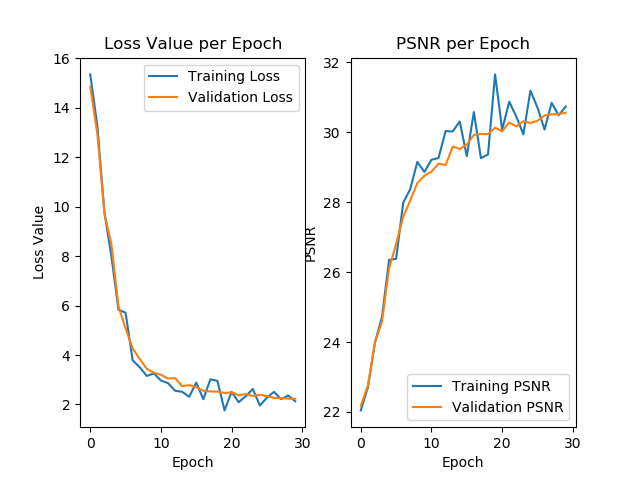 Loss Value per Epoch
16
14
12
10
8
6
4
2
Loss Value
Training Loss
Validation Loss
0
10
20
30
Epoch
PSNR per Epoch
32
30
28
26
24
22
PSNR
Training PSNR
Validation PSNR
0
10
20
30
Epoch